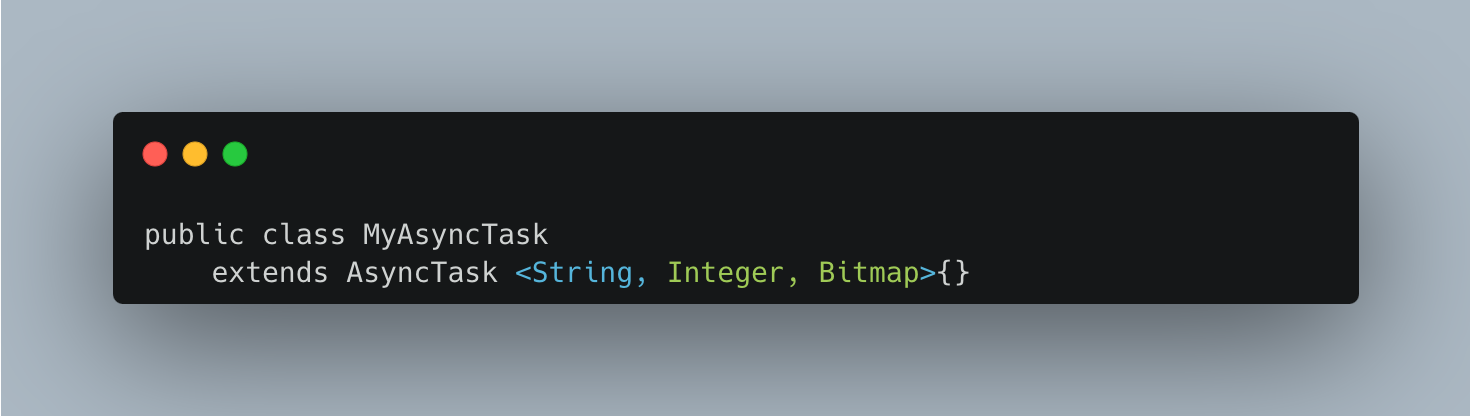 public class MyAsyncTask
    extends AsyncTask <String, Integer, Bitmap>{}